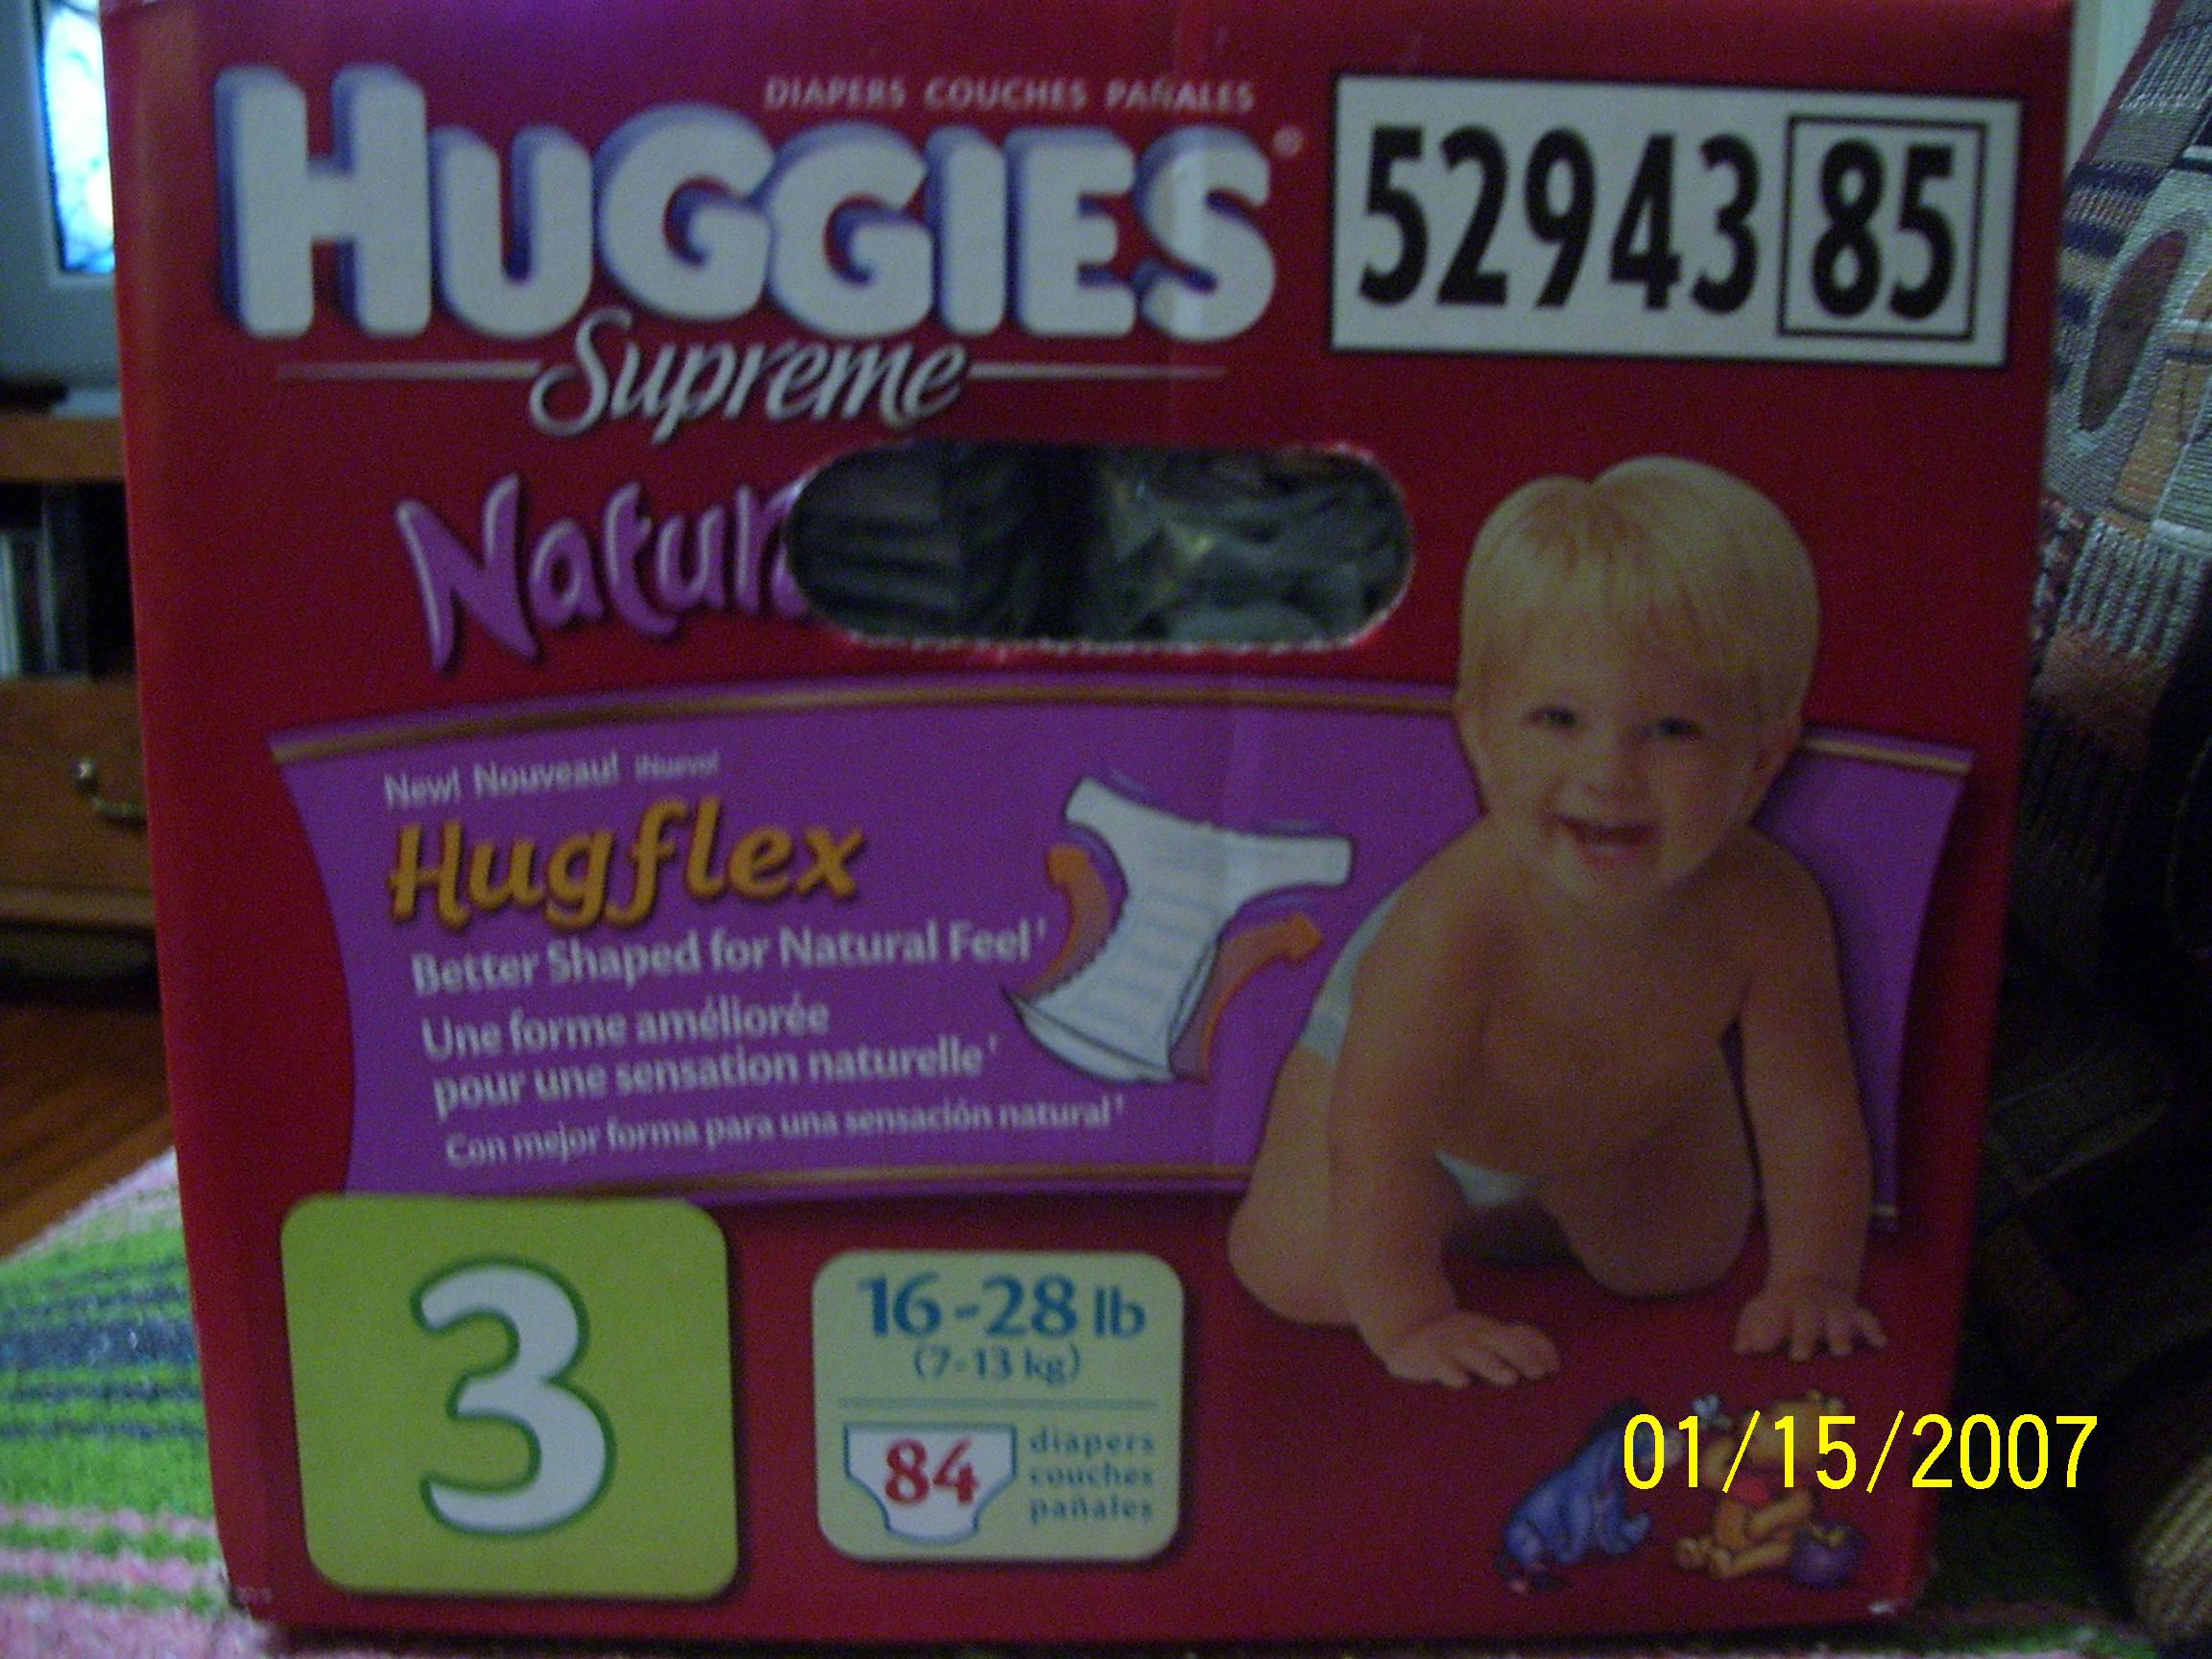 DIAPERS COUCHES PAÑALES
HUGGIES®
52943 85
Supreme
Natura
New! Nouveau! ¡Nuevo!
Hugflex
Better Shaped for Natural Feel†
Une forme améliorée
pour une sensation naturelle†
Con mejor forma para una sensación natural†
3
16-28 lb
(7-13 kg)
84
diapers
couches
pañales
01/15/2007